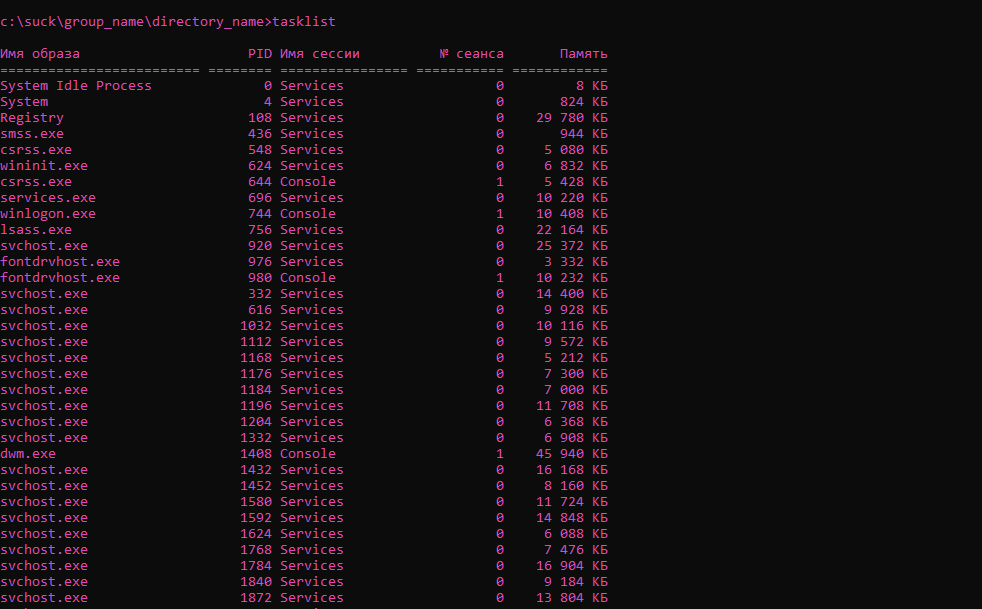 c:\suck\group_name\directory_name>tasklist
Имя образа                     PID Имя сессии          № сеанса       Память
========================= ======== ================ =========== ============
System Idle Process              0 Services                   0         8 КБ
System                           4 Services                   0       824 КБ
Registry                       108 Services                   0    29 780 КБ
smss.exe                       436 Services                   0       944 КБ
csrss.exe                      548 Services                   0     5 080 КБ
wininit.exe                    624 Services                   0     6 832 КБ
csrss.exe                      644 Console                    1     5 428 КБ
services.exe                   696 Services                   0    10 220 КБ
winlogon.exe                   744 Console                    1    10 408 КБ
lsass.exe                      756 Services                   0    22 164 КБ
svchost.exe                    920 Services                   0    25 372 КБ
fontdrvhost.exe                976 Services                   0     3 332 КБ
fontdrvhost.exe                980 Console                    1    10 232 КБ
svchost.exe                    332 Services                   0    14 400 КБ
svchost.exe                    616 Services                   0     9 928 КБ
svchost.exe                   1032 Services                   0    10 116 КБ
svchost.exe                   1112 Services                   0     9 572 КБ
svchost.exe                   1168 Services                   0     5 212 КБ
svchost.exe                   1176 Services                   0     7 300 КБ
svchost.exe                   1184 Services                   0     7 000 КБ
svchost.exe                   1196 Services                   0    11 708 КБ
svchost.exe                   1204 Services                   0     6 368 КБ
svchost.exe                   1332 Services                   0     6 908 КБ
dwm.exe                       1408 Console                    1    45 940 КБ
svchost.exe                   1432 Services                   0    16 168 КБ
svchost.exe                   1452 Services                   0     8 160 КБ
svchost.exe                   1580 Services                   0    11 724 КБ
svchost.exe                   1592 Services                   0    14 848 КБ
svchost.exe                   1624 Services                   0     6 088 КБ
svchost.exe                   1768 Services                   0     7 476 КБ
svchost.exe                   1784 Services                   0    16 904 КБ
svchost.exe                   1840 Services                   0     9 184 КБ
svchost.exe                   1872 Services                   0    13 804 КБ